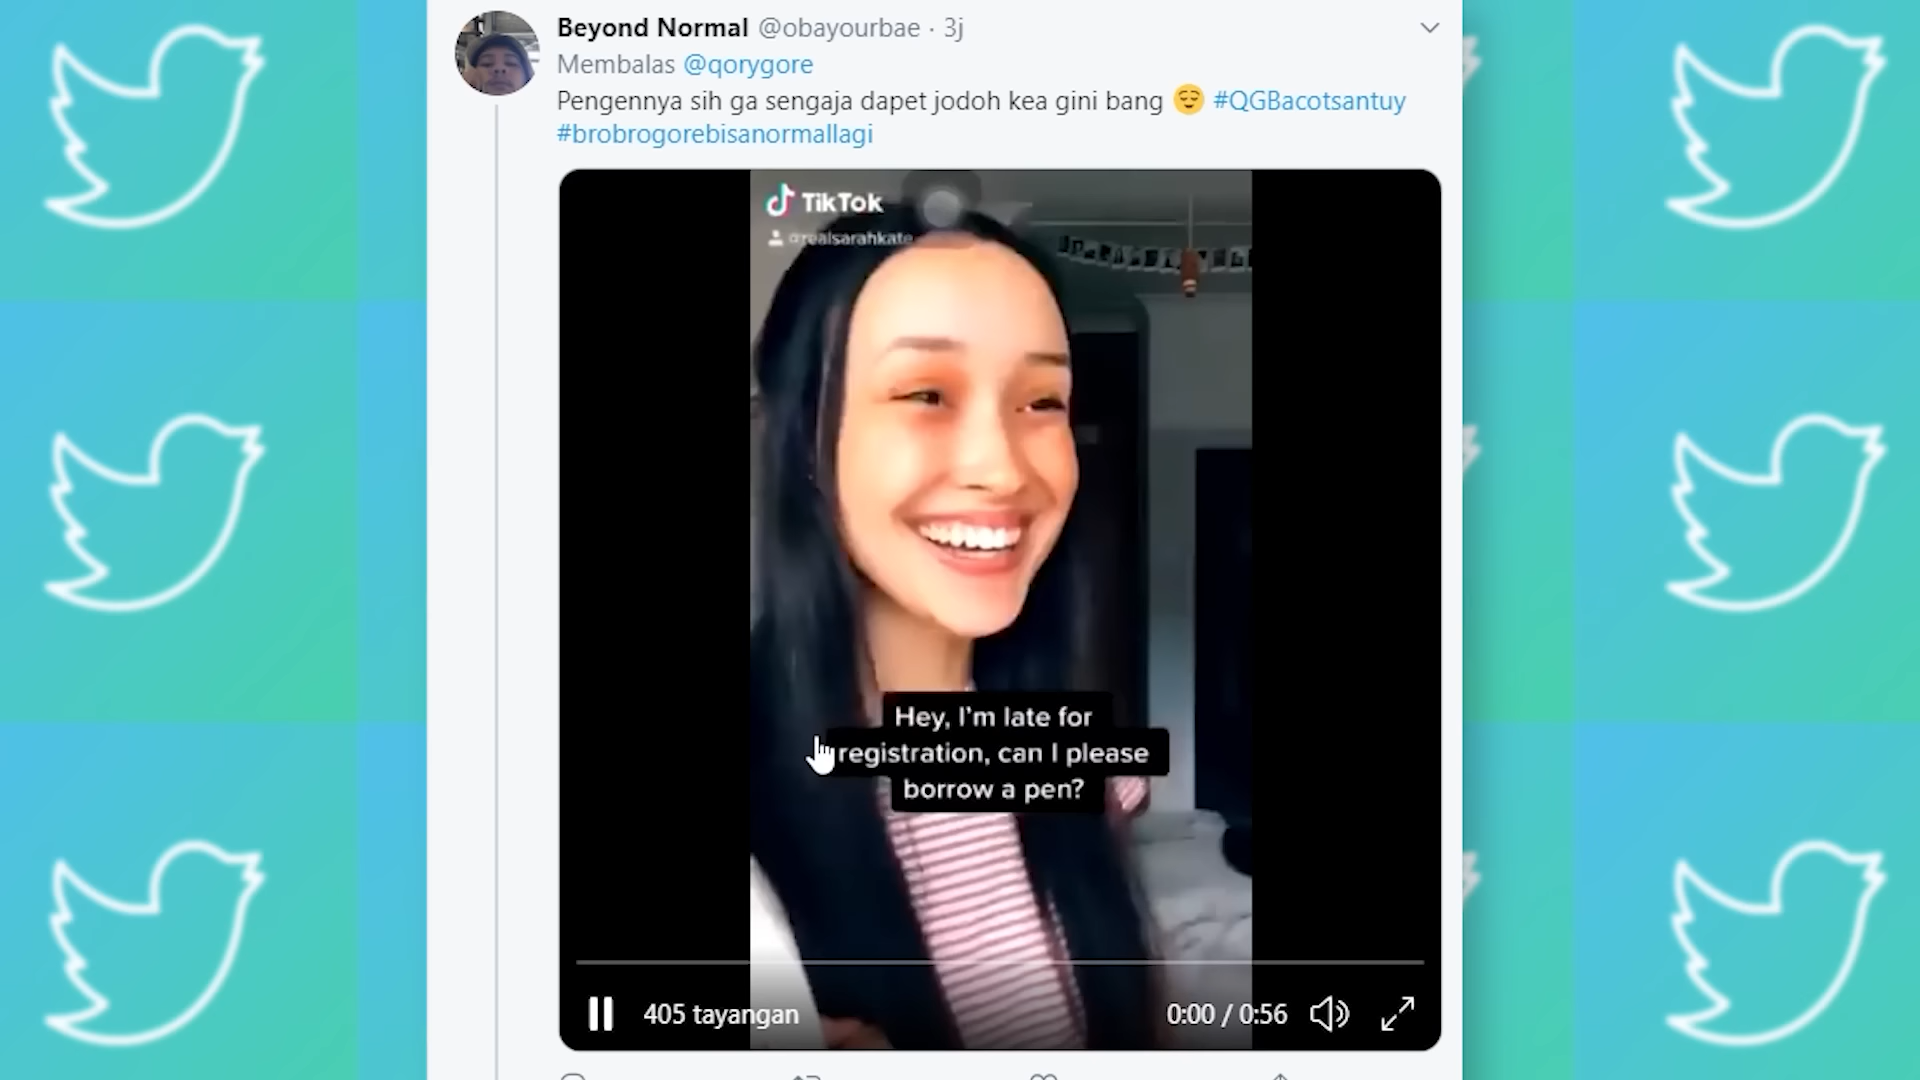 Beyond Normal @obayourbae · 3j
Membalas @qorygore
Pengennya sih ga sengaja dapet jodoh kea gini bang 😌 #QGBacotsantuy
#brobrogorebisanormallagi
TikTok
@realsarahkate
Hey, I'm late for
registration, can I please
borrow a pen?
405 tayangan
0:00 / 0:56